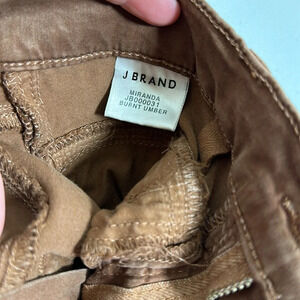 J BRAND
MIRANDA
JB000031
BURNT UMBER